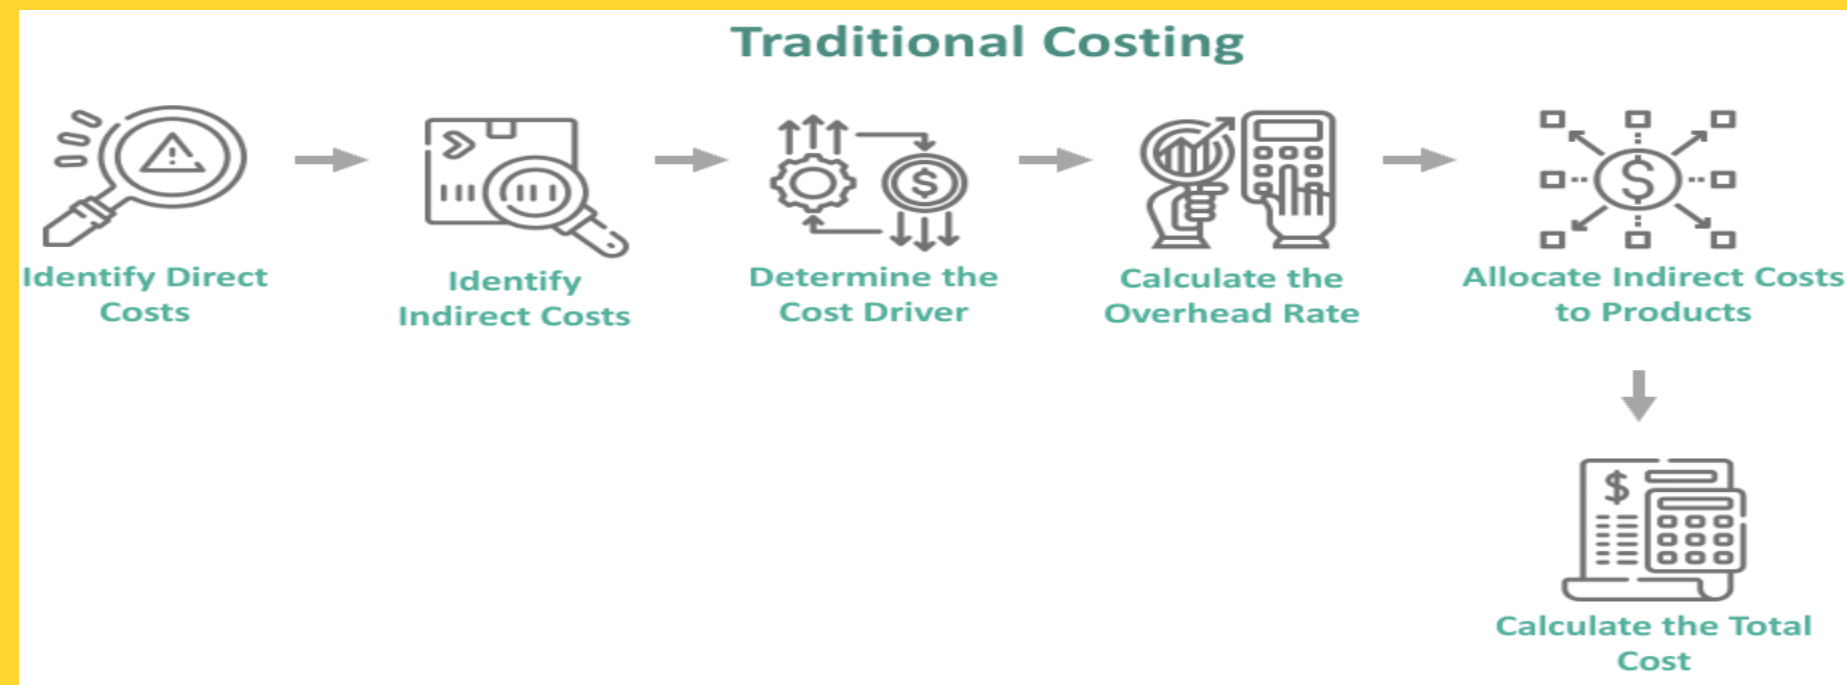 Traditional Costing
Identify Direct
Costs
Identify
Indirect Costs
Determine the
Cost Driver
Calculate the
Overhead Rate
Allocate Indirect Costs
to Products
$
$
$
Calculate the Total
Cost